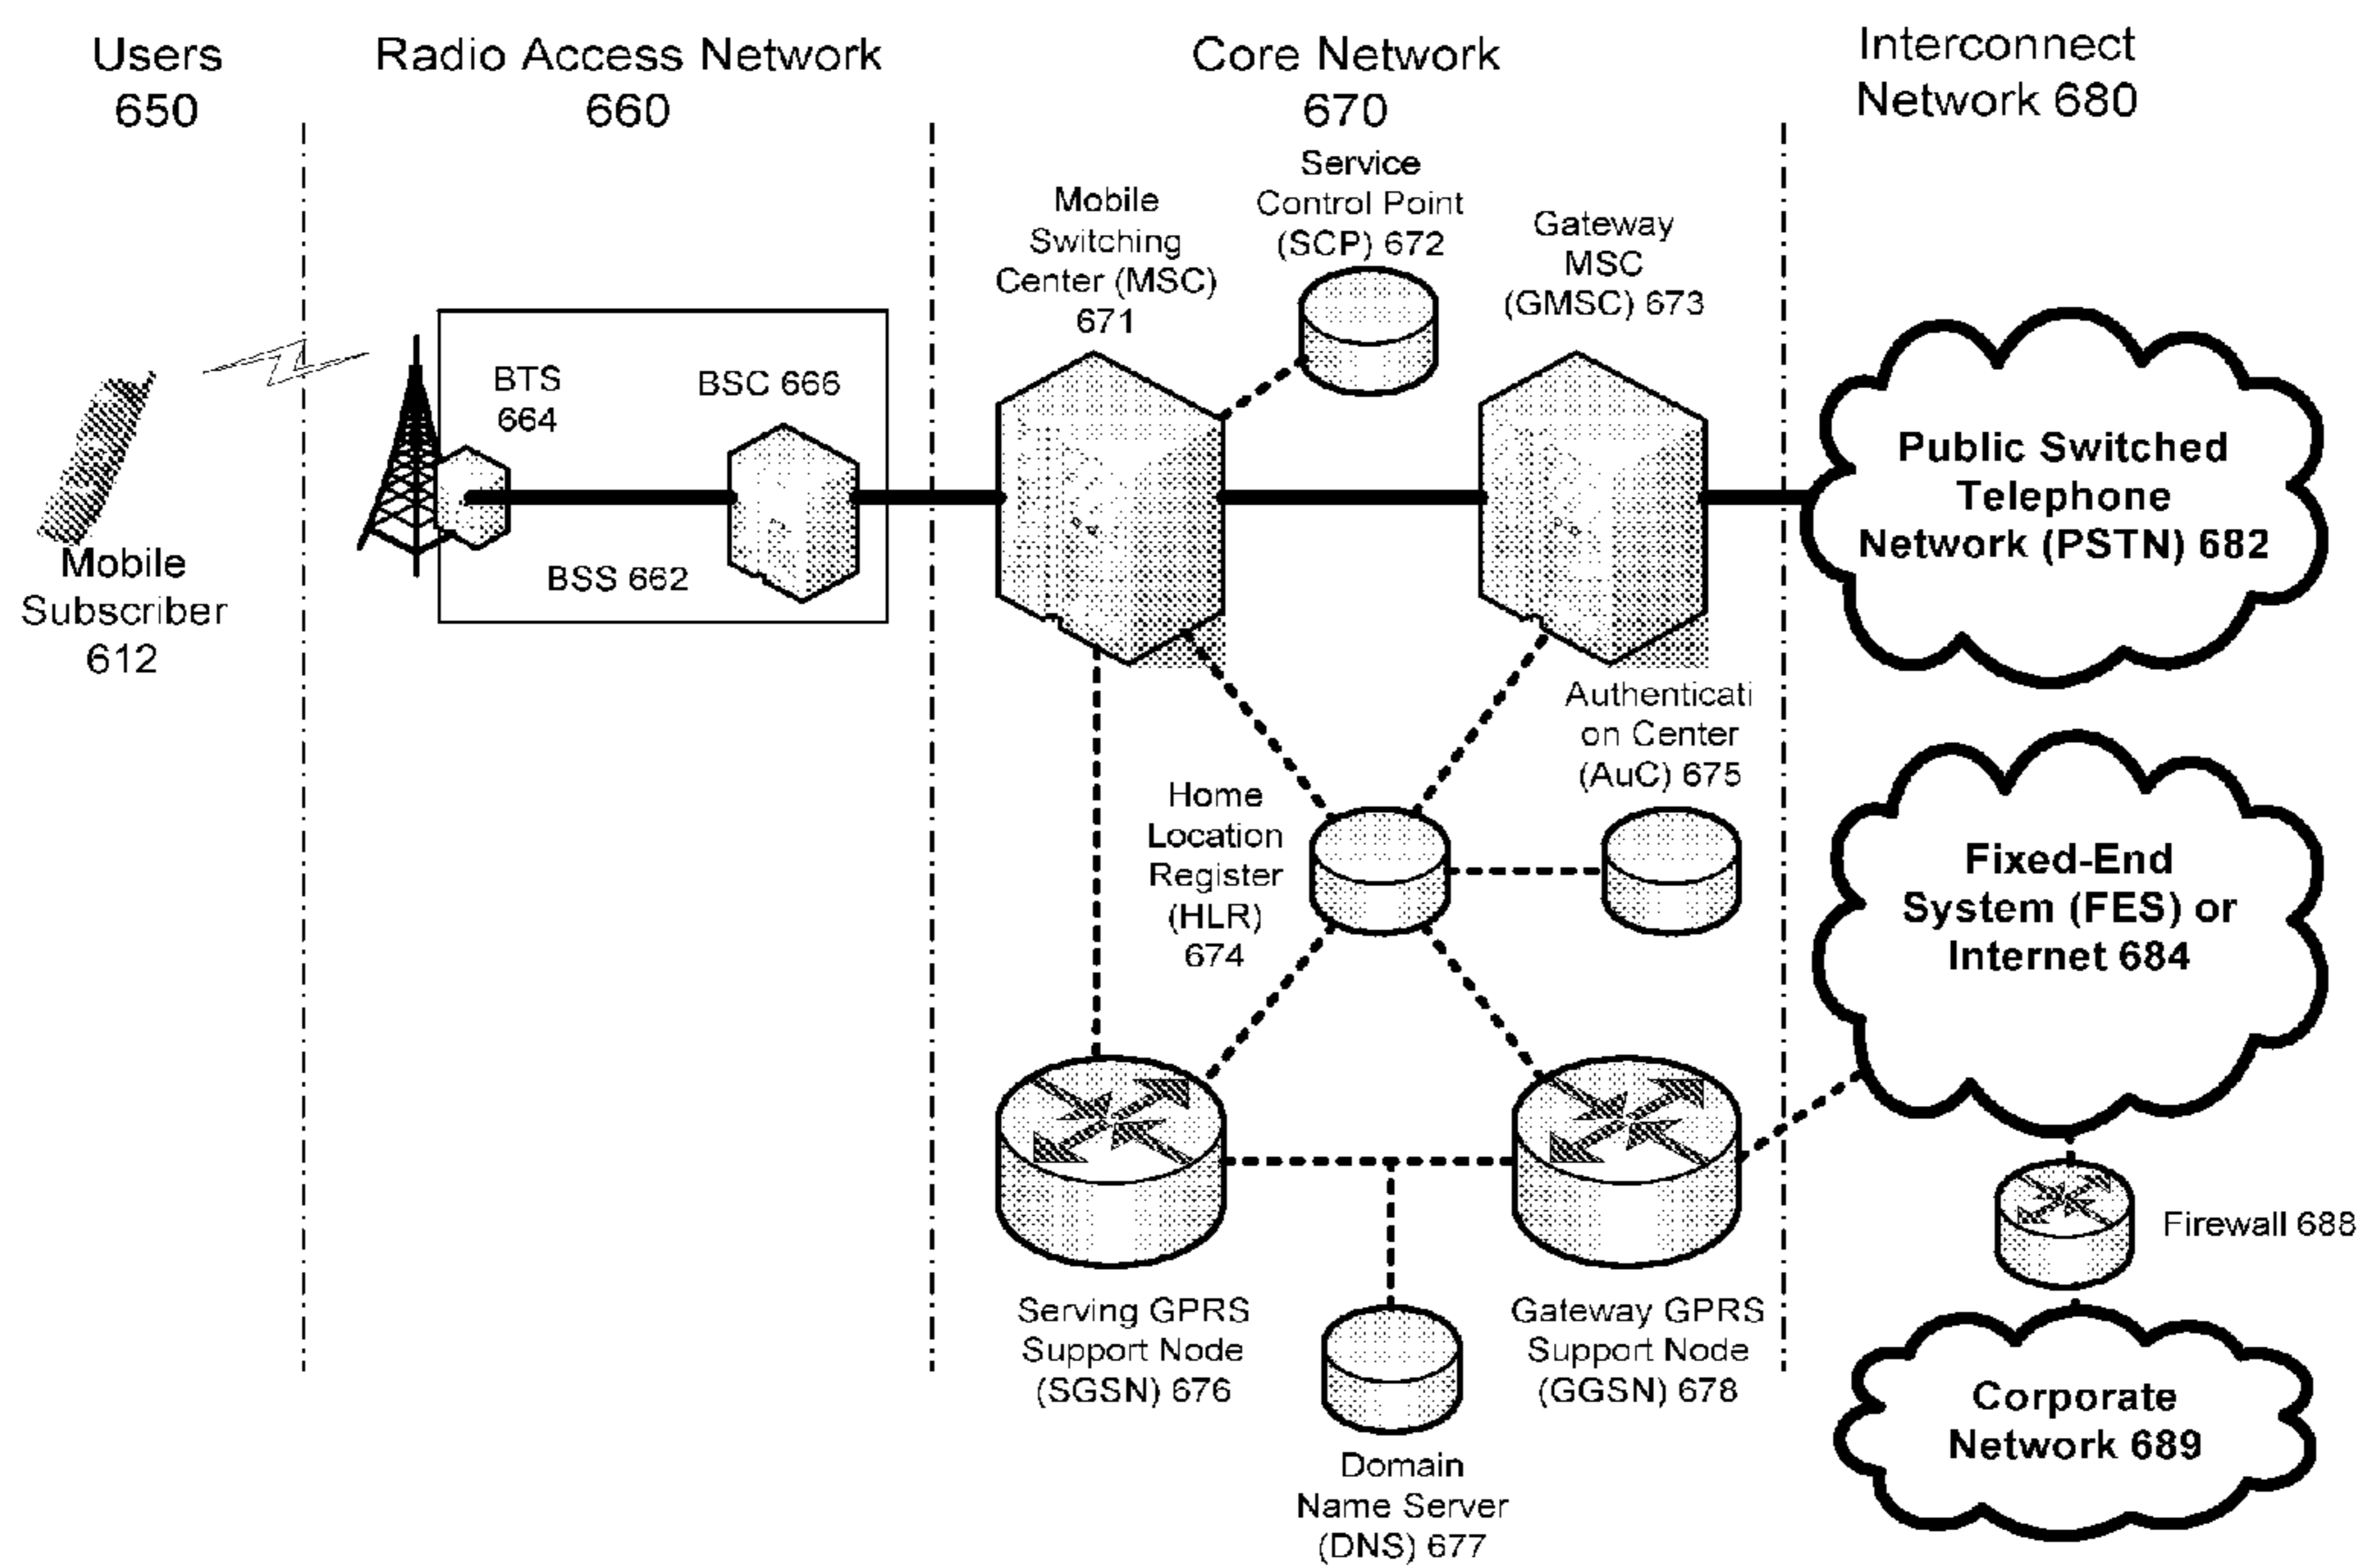 Users
650
Radio Access Network
660
Core Network
670
Interconnect
Network 680
Service
Control Point
(SCP) 672
Mobile
Switching
Center (MSC)
671
Gateway
MSC
(GMSC) 673
BTS
664
BSC 666
BSS 662
Mobile
Subscriber
612
Public Switched
Telephone
Network (PSTN) 682
Authenticati
on Center
(AuC) 675
Home
Location
Register
(HLR)
674
Fixed-End
System (FES) or
Internet 684
Firewall 688
Serving GPRS
Support Node
(SGSN) 676
Gateway GPRS
Support Node
(GGSN) 678
Corporate
Network 689
Domain
Name Server
(DNS) 677